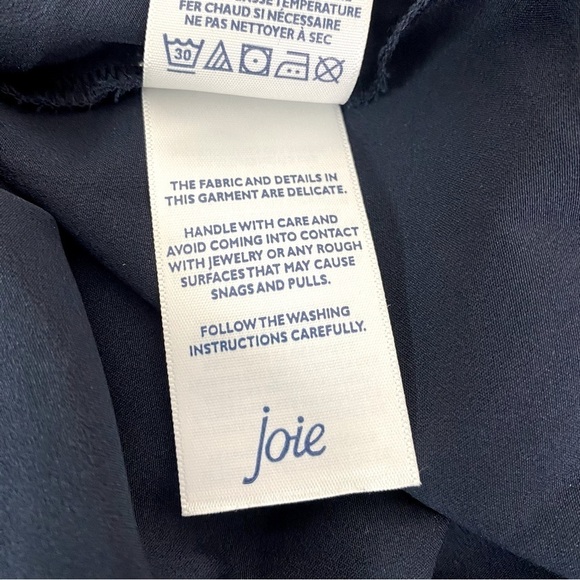 TEMPÉRATURE
FER CHAUD SI NÉCESSAIRE
NE PAS NETTOYER À SEC
30
THE FABRIC AND DETAILS IN
THIS GARMENT ARE DELICATE.
HANDLE WITH CARE AND
AVOID COMING INTO CONTACT
WITH JEWELRY OR ANY ROUGH
SURFACES THAT MAY CAUSE
SNAGS AND PULLS.
FOLLOW THE WASHING
INSTRUCTIONS CAREFULLY.
joie